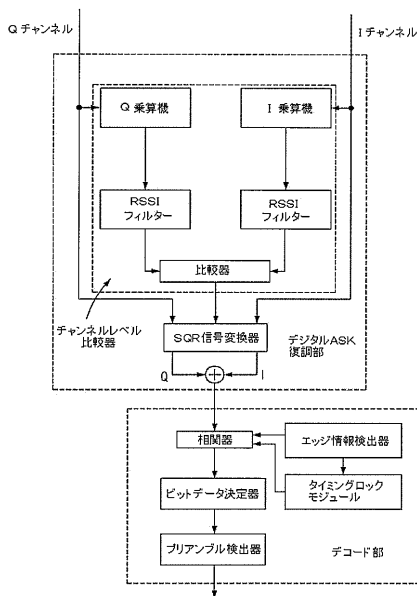 Qチャンネル
Iチャンネル
Q 乗算機
I 乗算機
RSSI
フィルター
RSSI
フィルター
比較器
チャンネルレベル
比較器
SQR信号変換器
デジタルASK
復調部
Q
I
相関器
エッジ情報検出器
タイミングロック
モジュール
ビットデータ決定器
プリアンブル検出器
デコード部